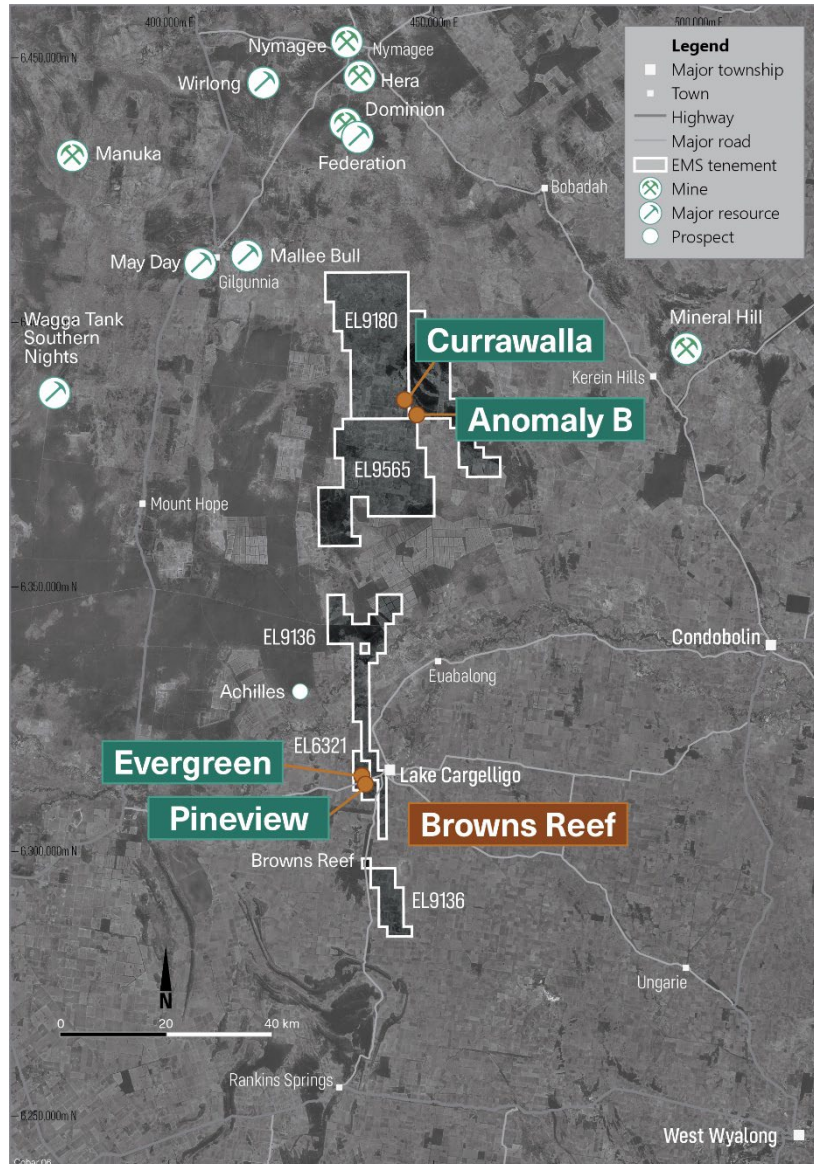 400,000m E
450,000m E
500,000m E
6,450,000m N
Nymagee
Nymagee
Wirlong
Hera
Dominion
Federation
Manuka
Bobadah
May Day
Mallee Bull
Gilgunnia
Legend
Major township
Town
Highway
Major road
EMS tenement
Mine
Major resource
Prospect
Wagga Tank
Southern
Nights
EL9180
Mineral Hill
Currawalla
Kerein Hills
Anomaly B
EL9565
Mount Hope
6,350,000m N
EL9136
Condobolin
Euabalong
Achilles
EL6321
Evergreen
Lake Cargelligo
Pineview
Browns Reef
6,300,000m N
Browns Reef
EL9136
Ungarie
N
0 20 40 km
Rankins Springs
6,250,000m N
West Wyalong